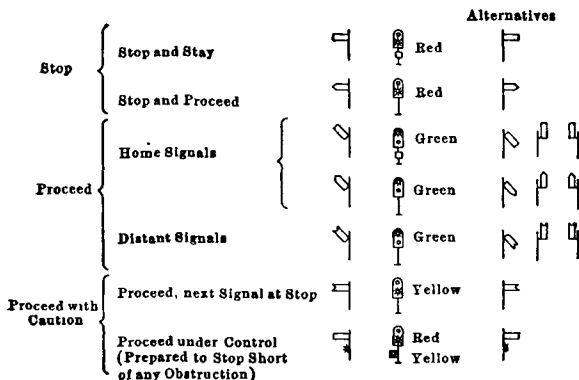 Alternatives
Stop
Stop and Stay
Red
Stop and Proceed
Red
Proceed
Home Signals
Green
Green
Distant Signals
Green
Proceed with
Caution
Proceed, next Signal at Stop
Yellow
Proceed under Control
(Prepared to Stop Short
of any Obstruction)
Red
Yellow